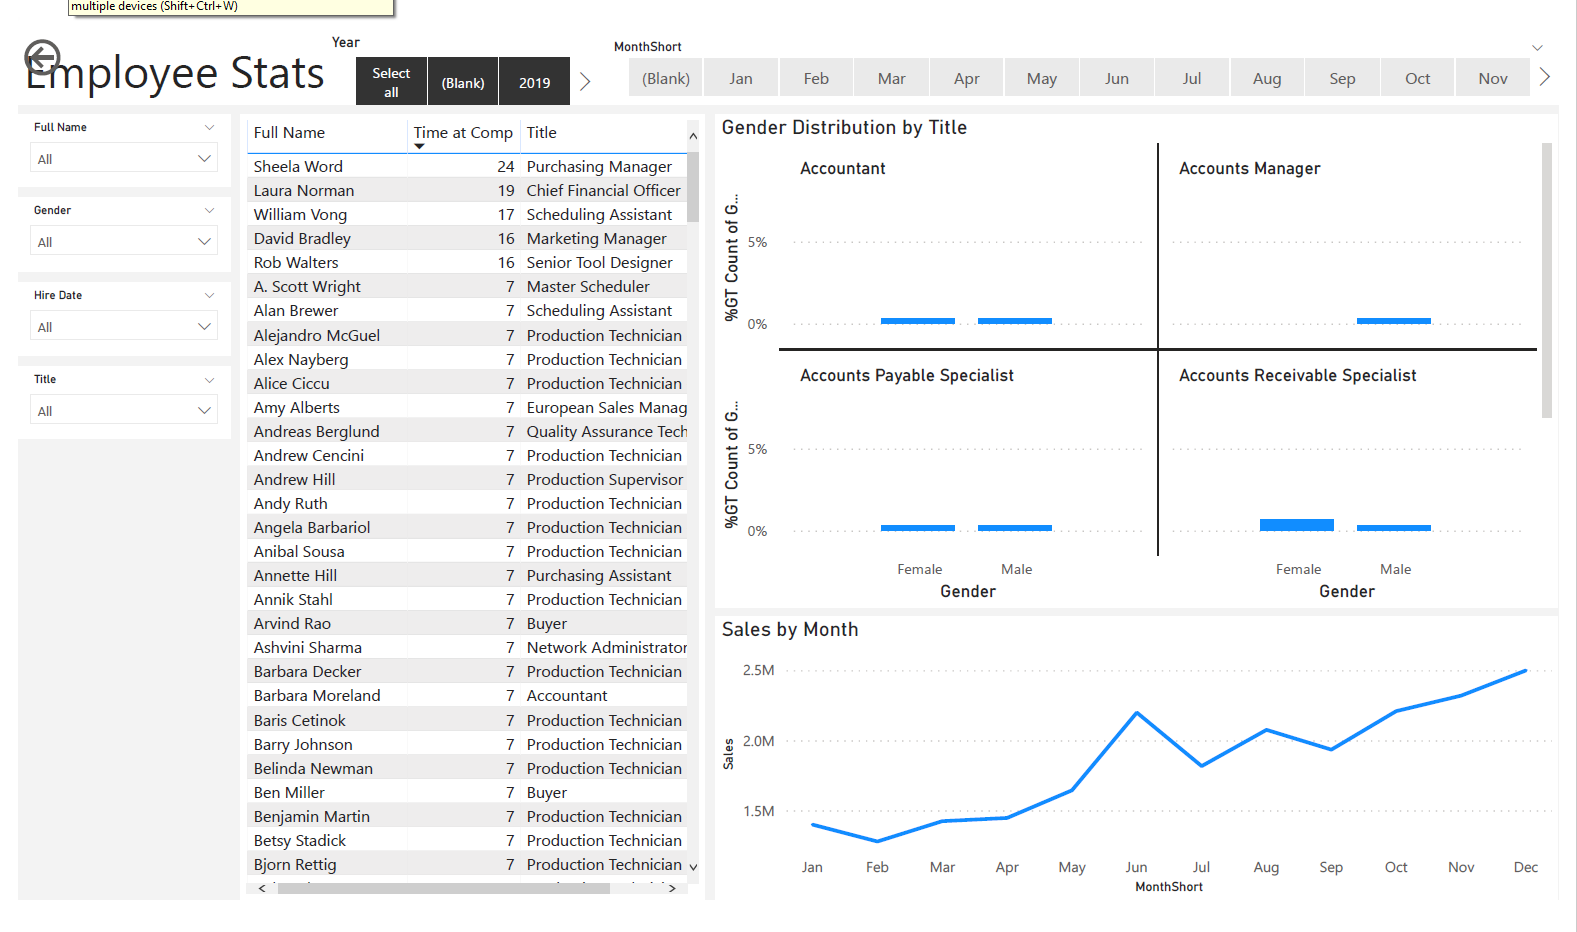 multiple devices (Shift+Ctrl+W)
Employee Stats
Year
Select all
(Blank)
2019
MonthShort
(Blank) Jan Feb Mar Apr May Jun Jul Aug Sep Oct Nov
Full Name
All
Gender
All
Hire Date
All
Title
All
Full Name Time at Comp Title
Sheela Word 24 Purchasing Manager
Laura Norman 19 Chief Financial Officer
William Vong 17 Scheduling Assistant
David Bradley 16 Marketing Manager
Rob Walters 16 Senior Tool Designer
A. Scott Wright 7 Master Scheduler
Alan Brewer 7 Scheduling Assistant
Alejandro McGuel 7 Production Technician
Alex Nayberg 7 Production Technician
Alice Ciccu 7 Production Technician
Amy Alberts 7 European Sales Manag
Andreas Berglund 7 Quality Assurance Tech
Andrew Cencini 7 Production Technician
Andrew Hill 7 Production Supervisor
Andy Ruth 7 Production Technician
Angela Barbariol 7 Production Technician
Anibal Sousa 7 Production Technician
Annette Hill 7 Purchasing Assistant
Annik Stahl 7 Production Technician
Arvind Rao 7 Buyer
Ashvini Sharma 7 Network Administrator
Barbara Decker 7 Production Technician
Barbara Moreland 7 Accountant
Baris Cetinok 7 Production Technician
Barry Johnson 7 Production Technician
Belinda Newman 7 Production Technician
Ben Miller 7 Buyer
Benjamin Martin 7 Production Technician
Betsy Stadick 7 Production Technician
Bjorn Rettig 7 Production Technician
Gender Distribution by Title
Accountant
Accounts Manager
%GT Count of G...
5%
0%
Accounts Payable Specialist
Accounts Receivable Specialist
%GT Count of G...
5%
0%
Female Male Female Male
Gender Gender
Sales by Month
2.5M
2.0M
1.5M
Sales
Jan Feb Mar Apr May Jun Jul Aug Sep Oct Nov Dec
MonthShort